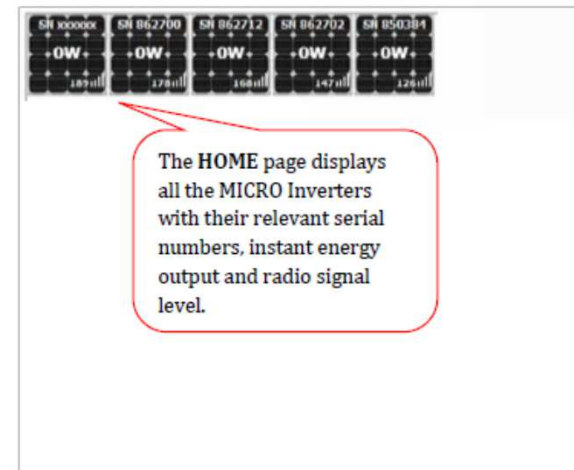 SN xxxxxx SN 862700 SN 862712 SN 862702 SN 850384
0W 0W 0W 0W 0W
189 178 168 147 126
The HOME page displays
all the MICRO Inverters
with their relevant serial
numbers, instant energy
output and radio signal
level.